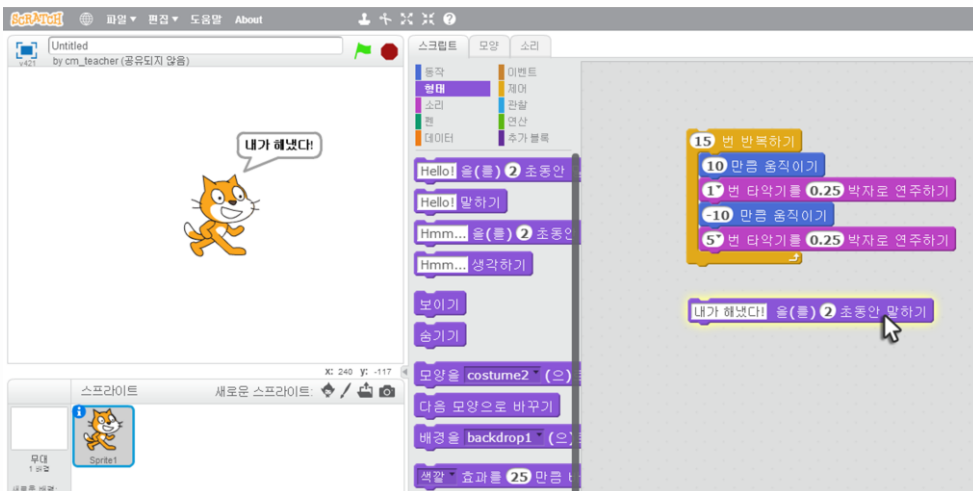 SCRATCH 파일▼ 편집▼ 도움말 About
v421
Untitled
by cm_teacher (공유되지 않음)
내가 해냈다!
x: 240 y: -117
스프라이트 새로운 스프라이트:
무대
1 배경
Sprite1
새로운 배경:
스크립트 모양 소리
동작 이벤트
형태 제어
소리 관찰
펜 연산
데이터 추가 블록
Hello! 을(를) 2 초동안
Hello! 말하기
Hmm... 을(를) 2 초동안
Hmm... 생각하기
보이기
숨기기
모양을 costume2 (으)
다음 모양으로 바꾸기
배경을 backdrop1 (으)
색깔 효과를 25 만큼
15 번 반복하기
10 만큼 움직이기
1 번 타악기를 0.25 박자로 연주하기
-10 만큼 움직이기
5 번 타악기를 0.25 박자로 연주하기
내가 해냈다! 을(를) 2 초동안 말하기